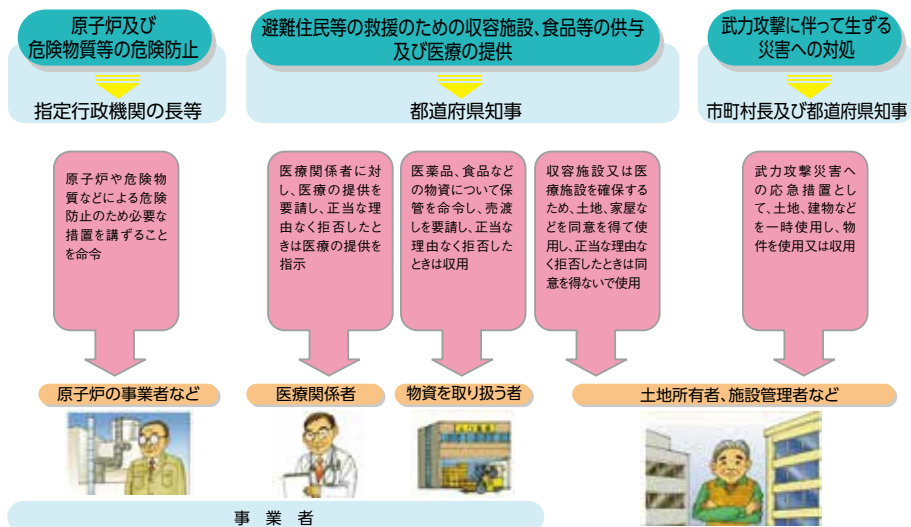 原子炉及び
危険物質等の危険防止
指定行政機関の長等
避難住民等の救援のための収容施設、食品等の供与
及び医療の提供
都道府県知事
武力攻撃に伴って生ずる
災害への対処
市町村長及び都道府県知事
原子炉や危険物
質などによる危険
防止のため必要な
措置を講ずること
を命令
医療関係者に対
し、医療の提供を
要請し、正当な理
由なく拒否したと
きは医療の提供を
指示
医薬品、食品など
の物資について保
管を命令し、売渡
しを要請し、正当な
理由なく拒否した
ときは収用
収容施設又は医
療施設を確保する
ため、土地、家屋な
どを同意を得て使
用し、正当な理由な
く拒否したときは同
意を得ないで使用
武力攻撃災害へ
の応急措置とし
て、土地、建物など
を一時使用し、物
件を使用又は収用
原子炉の事業者など
医療関係者
物資を取り扱う者
土地所有者、施設管理者など
事 業 者